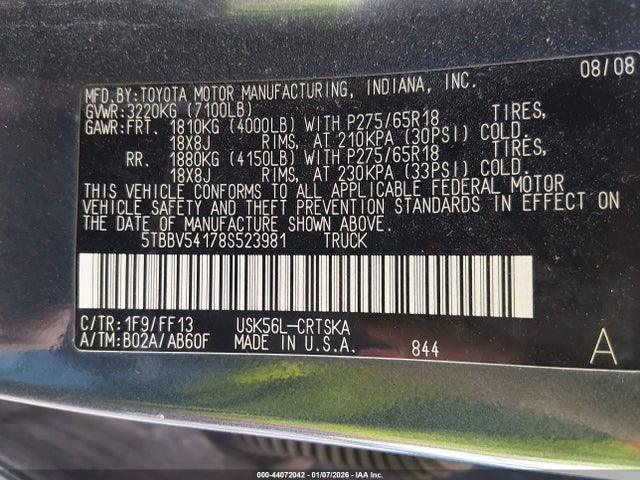 MFD.BY:TOYOTA MOTOR MANUFACTURING, INDIANA, INC. 08/08
GVWR:3220KG (7100LB)
GAWR:FRT. 1810KG (4000LB) WITH P275/65R18 TIRES,
18X8J RIMS, AT 210KPA (30PSI) COLD.
RR. 1880KG (4150LB) WITH P275/65R18 TIRES,
18X8J RIMS, AT 230KPA (33PSI) COLD.
THIS VEHICLE CONFORMS TO ALL APPLICABLE FEDERAL MOTOR
VEHICLE SAFETY AND THEFT PREVENTION STANDARDS IN EFFECT ON
THE DATE OF MANUFACTURE SHOWN ABOVE.
5TBBV54178S523981 TRUCK
C/TR:1F9/FF13 USK56L-CRTSKA
A/TM:B02A/AB60F MADE IN U.S.A. 844 A
000-44072042 - 01/07/2026 - IAA Inc.